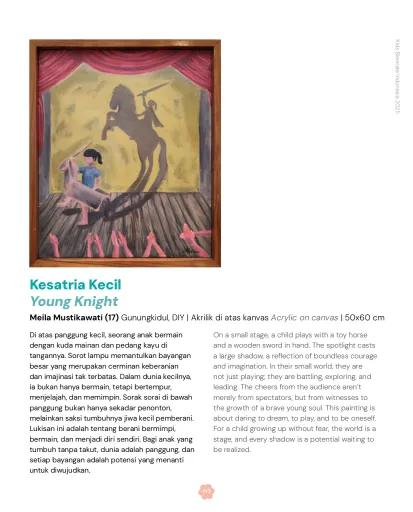 Kids Biennale Indonesia 2025
Kesatria Kecil
Young Knight
Meila Mustikawati (17) Gunungkidul, DIY | Akrilik di atas kanvas Acrylic on canvas | 50x60 cm
Di atas panggung kecil, seorang anak bermain
dengan kuda mainan dan pedang kayu di
tangannya. Sorot lampu memantulkan bayangan
besar yang merupakan cerminan keberanian
dan imajinasi tak terbatas. Dalam dunia kecilnya,
ia bukan hanya bermain, tetapi bertempur,
menjelajah, dan memimpin. Sorak sorai di bawah
panggung bukan hanya sekadar penonton,
melainkan saksi tumbuhnya jiwa kecil pemberani.
Lukisan ini adalah tentang berani bermimpi,
bermain, dan menjadi diri sendiri. Bagi anak yang
tumbuh tanpa takut, dunia adalah panggung, dan
setiap bayangan adalah potensi yang menanti
untuk diwujudkan.
On a small stage, a child plays with a toy horse
and a wooden sword in hand. The spotlight casts
a large shadow, a reflection of boundless courage
and imagination. In their small world, they are
not just playing; they are battling, exploring, and
leading. The cheers from the audience aren't
merely from spectators, but from witnesses to
the growth of a brave young soul. This painting is
about daring to dream, to play, and to be oneself.
For a child growing up without fear, the world is a
stage, and every shadow is a potential waiting to
be realized.